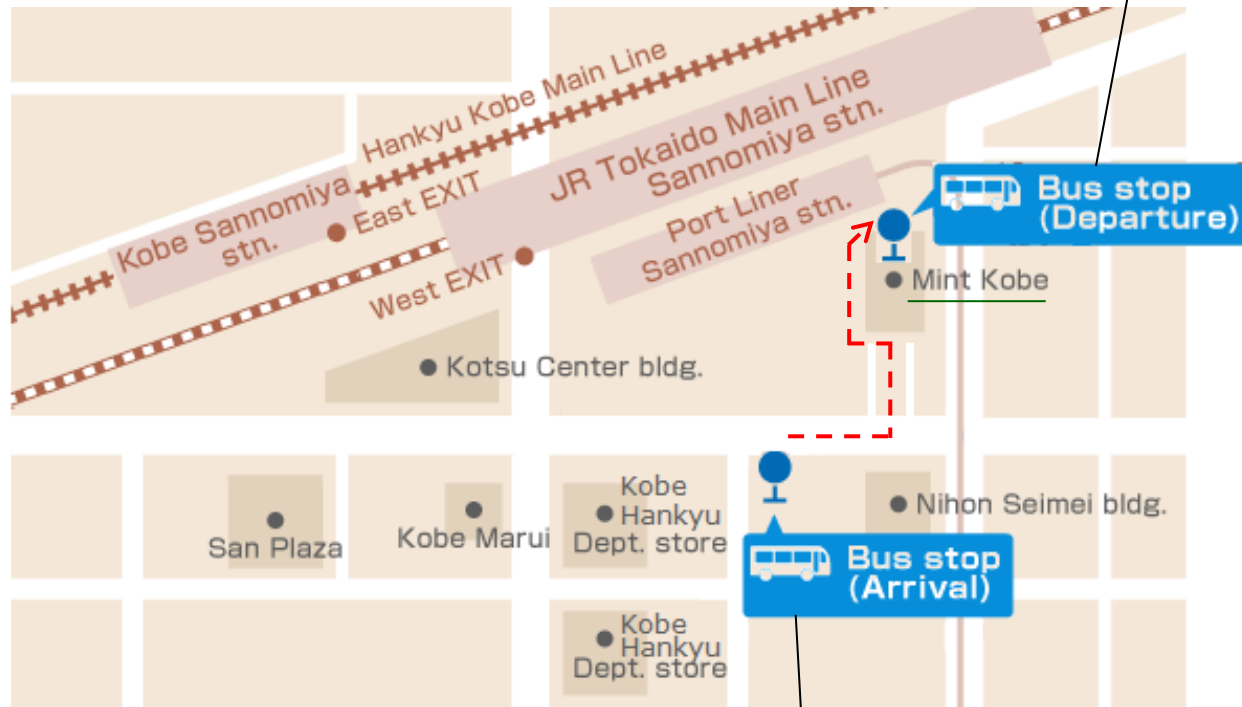 Hankyu Kobe Main Line
JR Tokaido Main Line
Sannomiya stn.
Kobe Sannomiya
stn.
East EXIT
Port Liner
Sannomiya stn.
West EXIT
Bus stop
(Departure)
Mint Kobe
Kotsu Center bldg.
San Plaza
Kobe Marui
Kobe
Hankyu
Dept. store
Nihon Seimei bldg.
Bus stop
(Arrival)
Kobe
Hankyu
Dept. store